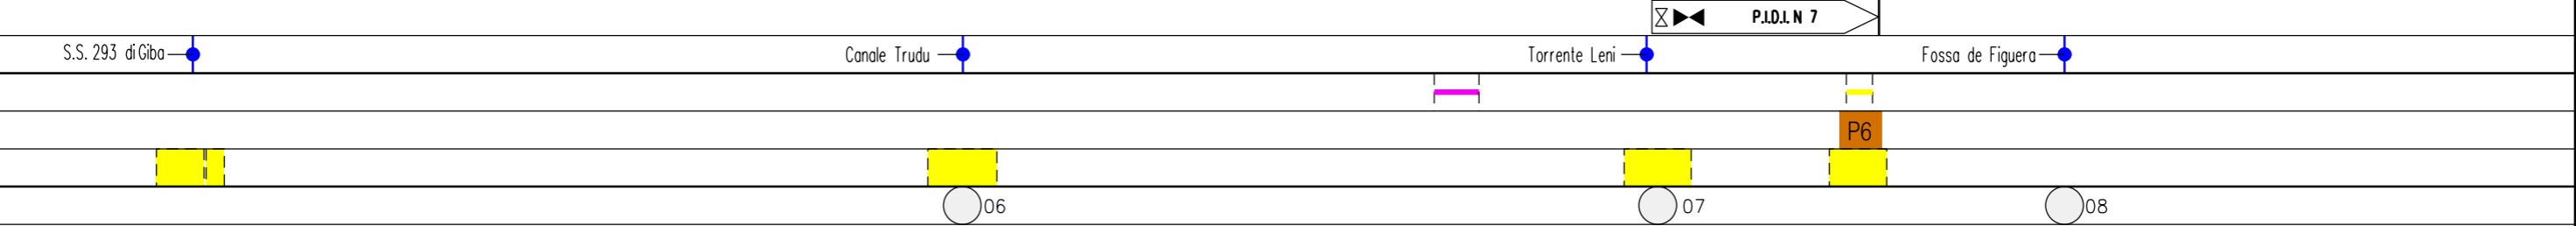 P.I.D.I. N 7
S.S. 293 di Giba Canale Trudu Torrente Leni Fossa de Figuera
P6
06 07 08